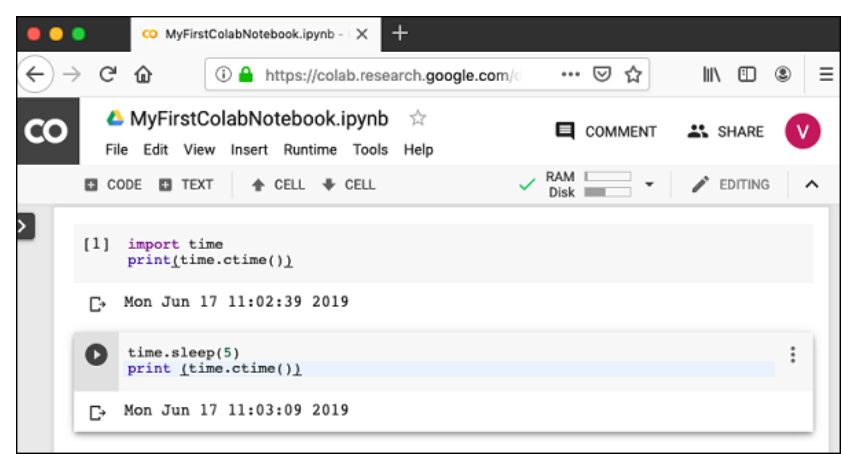 CO MyFirstColabNotebook.ipynb -
https://colab.research.google.com/
CO
MyFirstColabNotebook.ipynb
COMMENT
SHARE
V
File Edit View Insert Runtime Tools Help
CODE TEXT CELL CELL
RAM
Disk
EDITING
[1] import time
print(time.ctime())
Mon Jun 17 11:02:39 2019
time.sleep(5)
print (time.ctime())
Mon Jun 17 11:03:09 2019